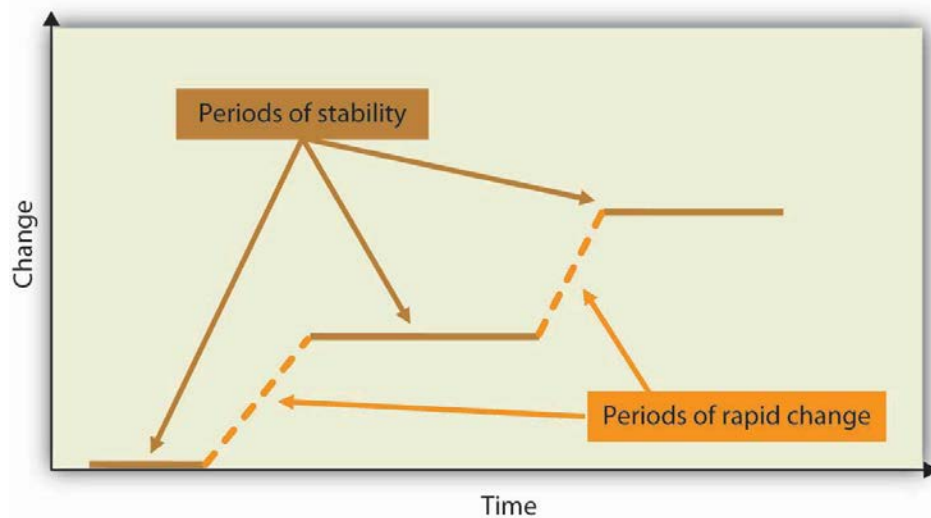 Periods of stability
Change
Periods of rapid change
Time